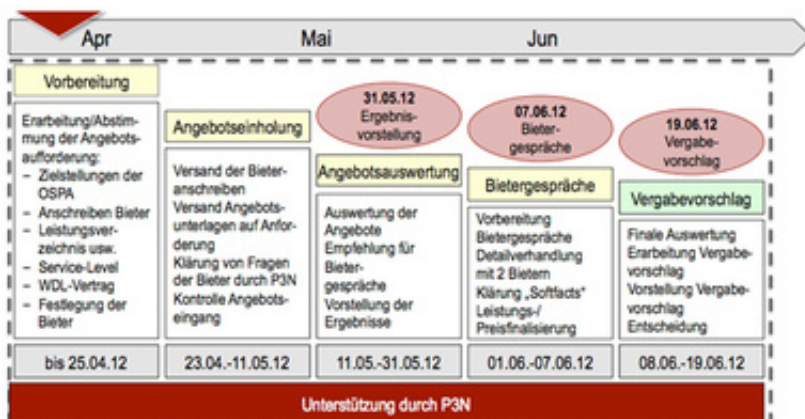 Apr Mai Jun
Vorbereitung
Erarbeitung/Abstim-
mung der Angebots-
aufforderung:
– Zielstellungen der
OSPA
– Anschreiben Bieter
– Leistungsver-
zeichnis usw.
– Service-Level
– WDL-Vertrag
– Festlegung der
Bieter
bis 25.04.12
Angebotseinholung
Versand der Bieter-
anschreiben
Versand Angebots-
unterlagen auf Anfor-
derung
Klärung von Fragen
der Bieter durch P3N
Kontrolle Angebots-
eingang
23.04.-11.05.12
31.05.12
Ergebnis-
vorstellung
Angebotsauswertung
Auswertung der
Angebote
Empfehlung für
Bieter-
gespräche
Vorstellung der
Ergebnisse
11.05.-31.05.12
07.06.12
Bieter-
gespräche
Bietergespräche
Vorbereitung
Bietergespräche
Detailverhandlung
mit 2 Bietern
Klärung „Softfacts“
Leistungs-/
Preisfinalisierung
01.06.-07.06.12
19.06.12
Vergabe-
vorschlag
Vergabevorschlag
Finale Auswertung
Erarbeitung Vergabe-
vorschlag
Vorstellung Vergabe-
vorschlag
Entscheidung
08.06.-19.06.12
Unterstützung durch P3N